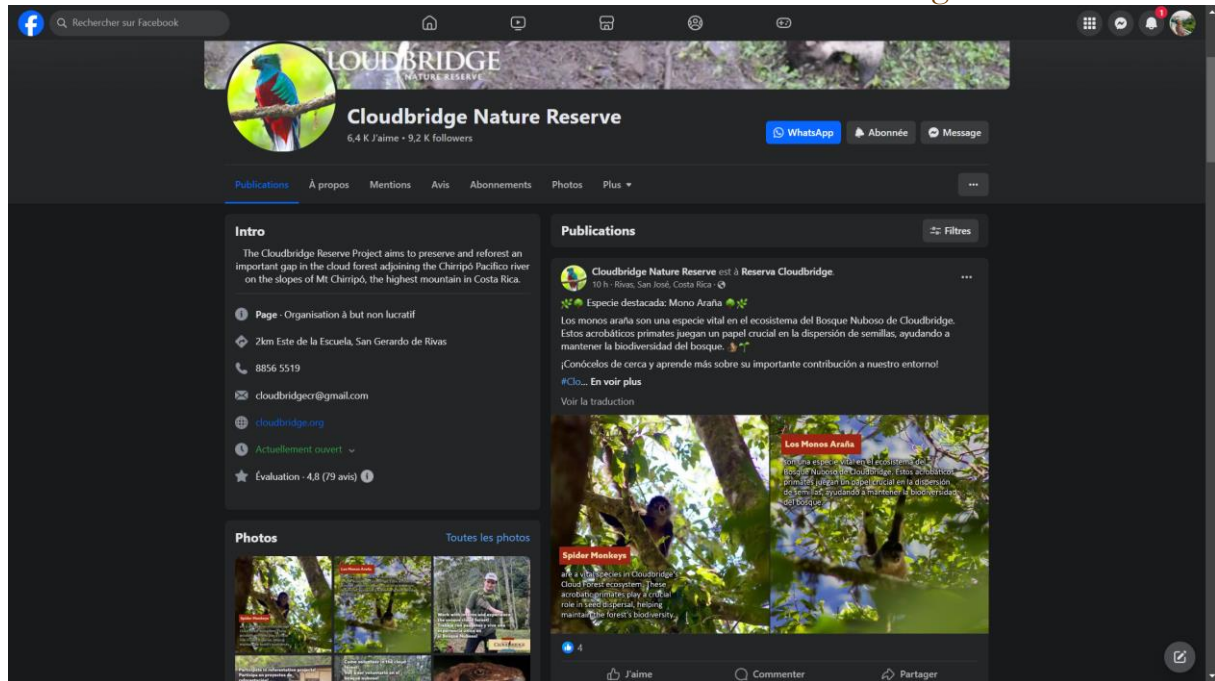 Rechercher sur Facebook
1
CLOUDBRIDGE
NATURE RESERVE
Cloudbridge Nature Reserve
6,4 K J'aime • 9,2 K followers
WhatsApp
Abonnée
Message
Publications À propos Mentions Avis Abonnements Photos Plus
Intro
The Cloudbridge Reserve Project aims to preserve and reforest an
important gap in the cloud forest adjoining the Chirripó Pacifico river
on the slopes of Mt Chirripó, the highest mountain in Costa Rica.
Page · Organisation à but non lucratif
2km Este de la Escuela, San Gerardo de Rivas
8856 5519
cloudbridgecr@gmail.com
cloudbridge.org
Actuellement ouvert
Évaluation · 4,8 (79 avis)
Photos
Toutes les photos
Publications
Filtres
Cloudbridge Nature Reserve est à Reserva Cloudbridge.
10 h · Rivas, San José, Costa Rica ·
Especie destacada: Mono Araña
Los monos araña son una especie vital en el ecosistema del Bosque Nuboso de Cloudbridge.
Estos acrobáticos primates juegan un papel crucial en la dispersión de semillas, ayudando a
mantener la biodiversidad del bosque.
¡Conócelos de cerca y aprende más sobre su importante contribución a nuestro entorno!
#Clo... En voir plus
Voir la traduction
Spider Monkeys
are a vital species in Cloudbridge's
Cloud Forest ecosystem. These
acrobatic primates play a crucial
role in seed dispersal, helping
maintain the forest's biodiversity.
Los Monos Araña
son una especie vital en el ecosistema del
Bosque Nuboso de Cloudbridge. Estos acrobáticos
primates juegan un papel crucial en la dispersión
de semillas, ayudando a mantener la biodiversidad
del bosque.
4
J'aime
Commenter
Partager